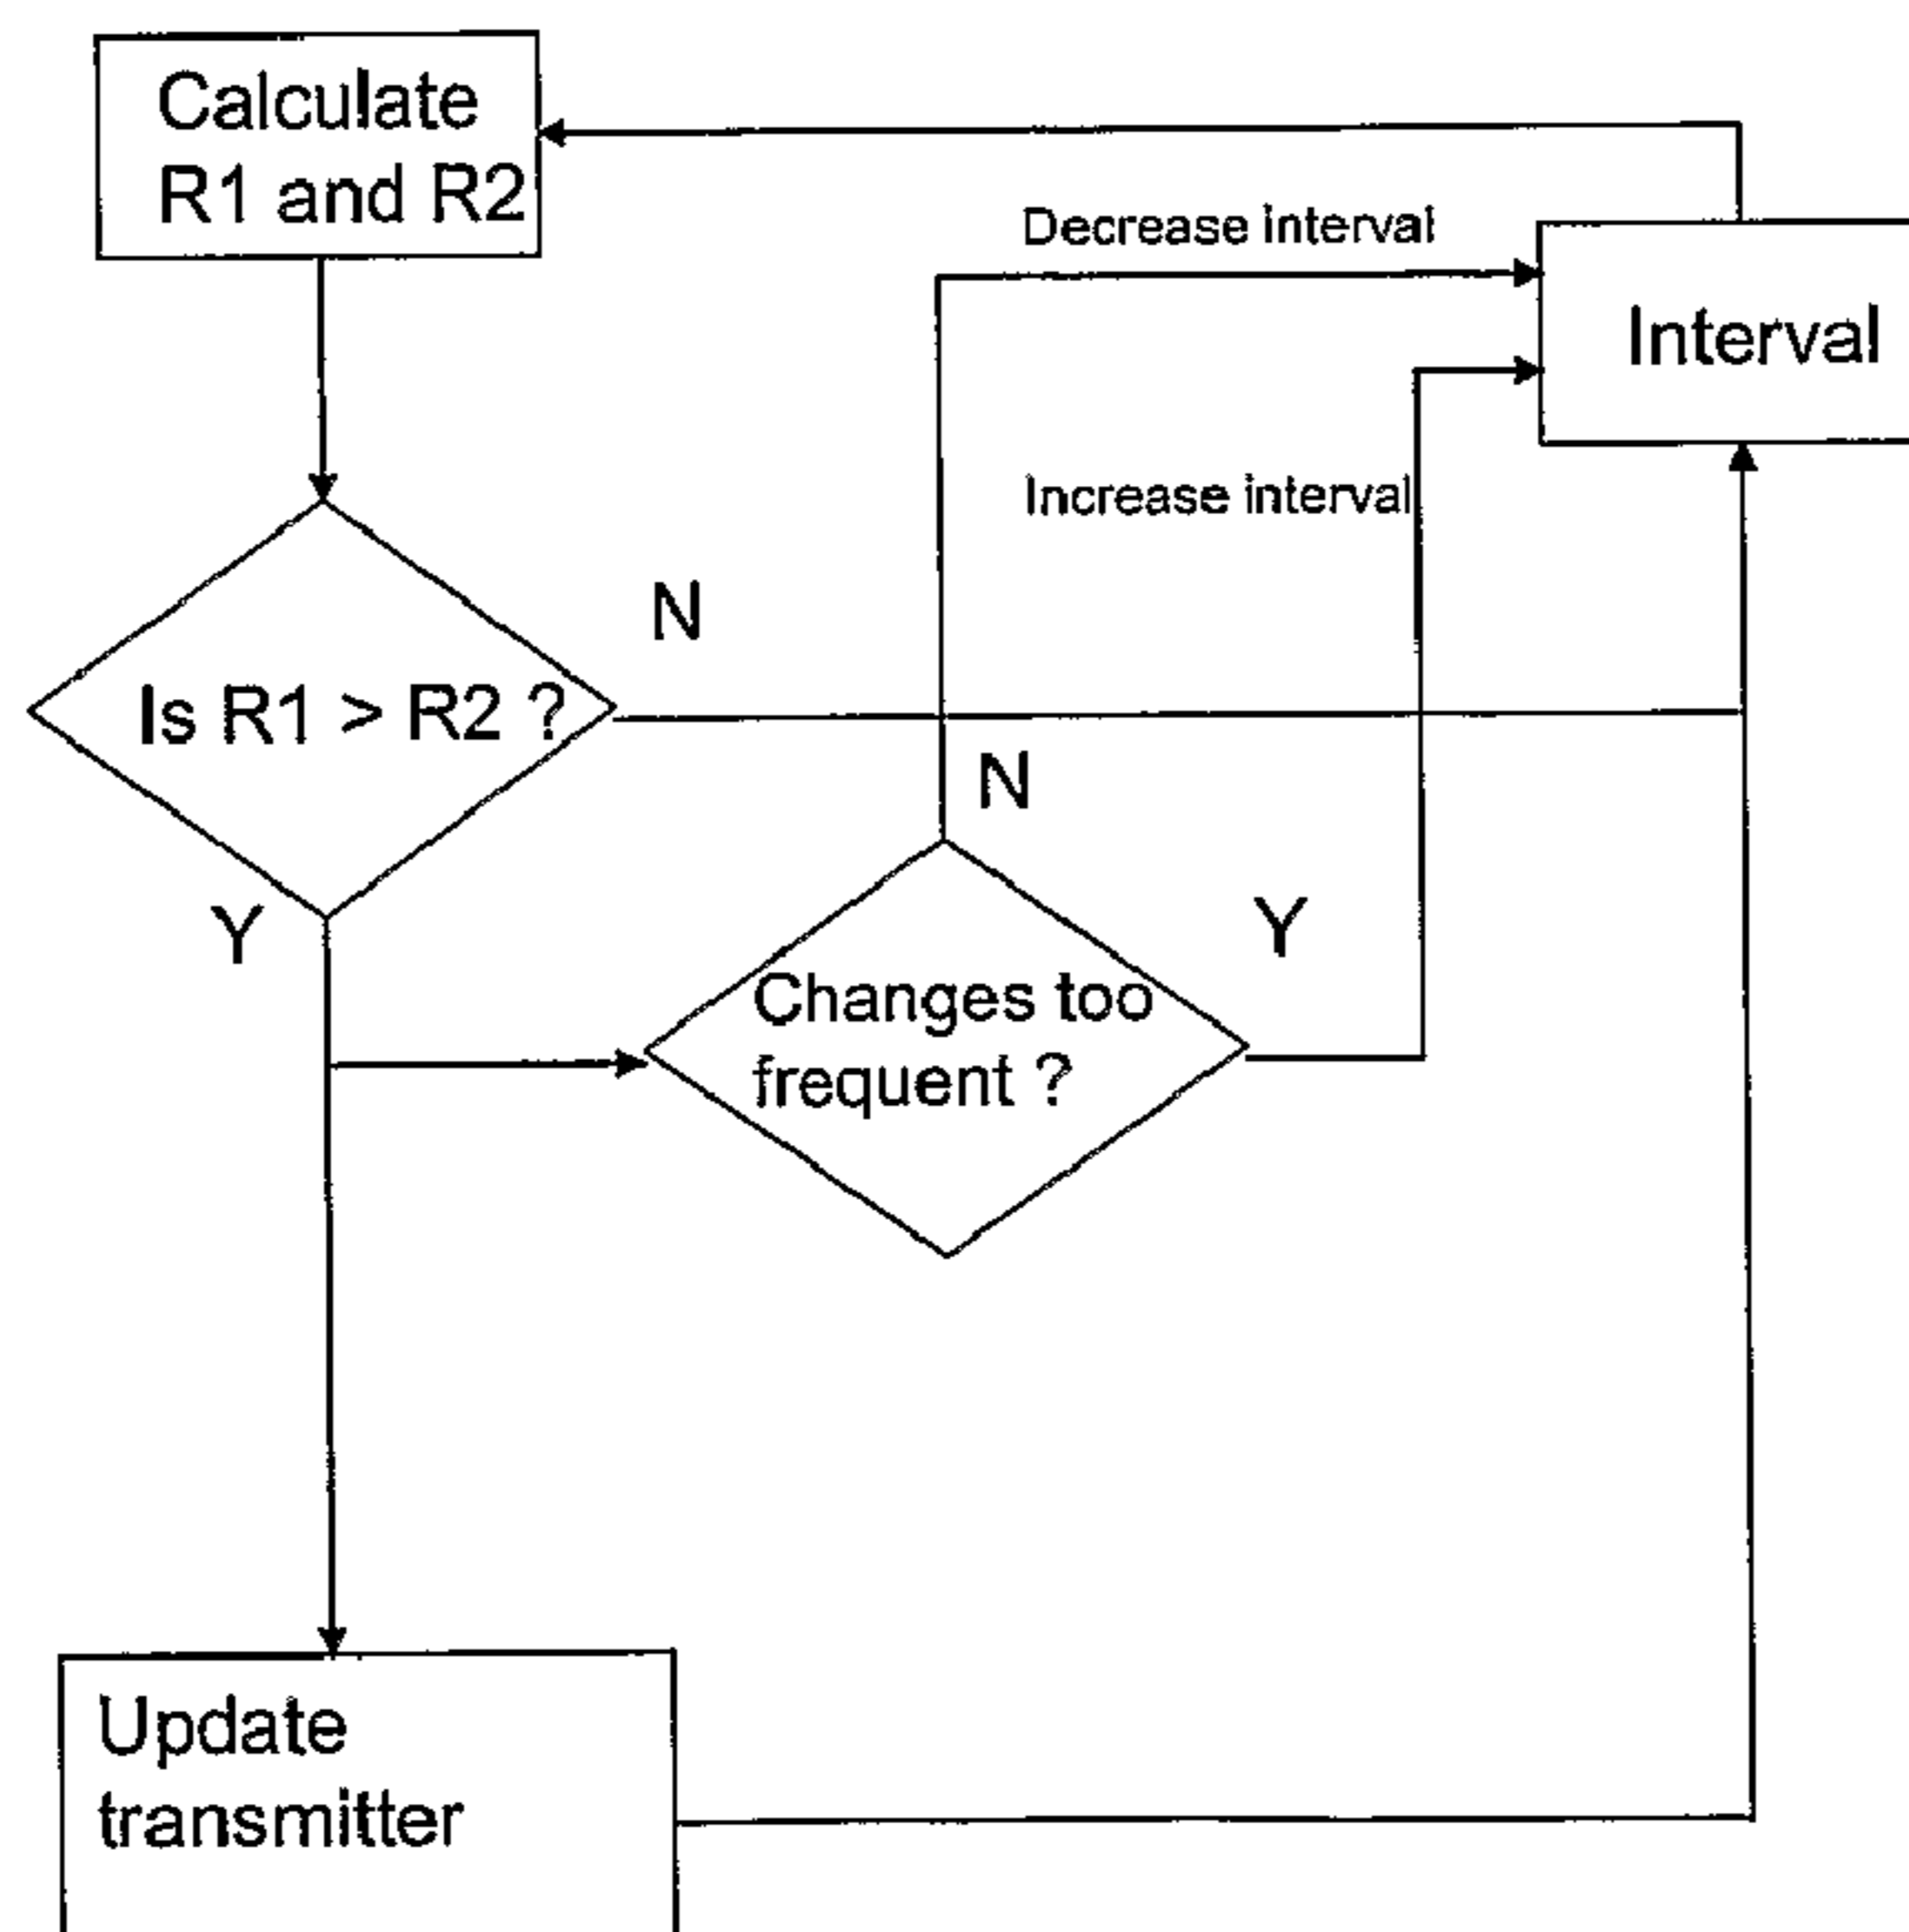 Calculate
R1 and R2
Decrease interval
Interval
Increase interval
N
Is R1 > R2 ?
N
Y
Y
Changes too
frequent ?
Update
transmitter